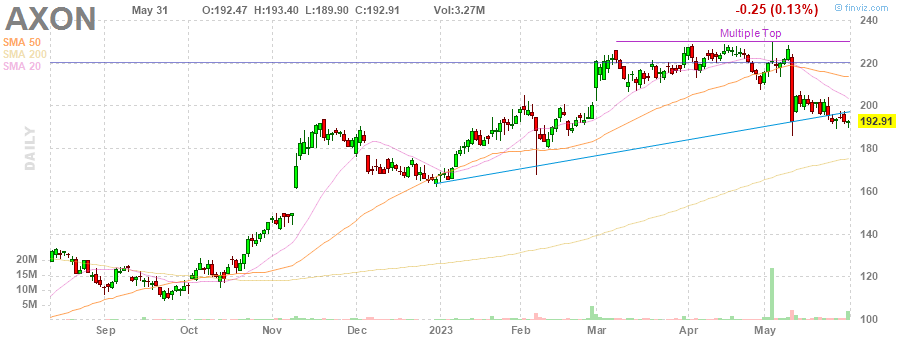 AXON
May 31 O:192.47 H:193.40 L:189.90 C:192.91 Vol:3.27M -0.25 (0.13%)
finviz.com
SMA 50
SMA 200
SMA 20
Multiple Top
DAILY
240
220
200
192.91
180
160
140
120
100
20M
15M
10M
5M
Sep Oct Nov Dec 2023 Feb Mar Apr May